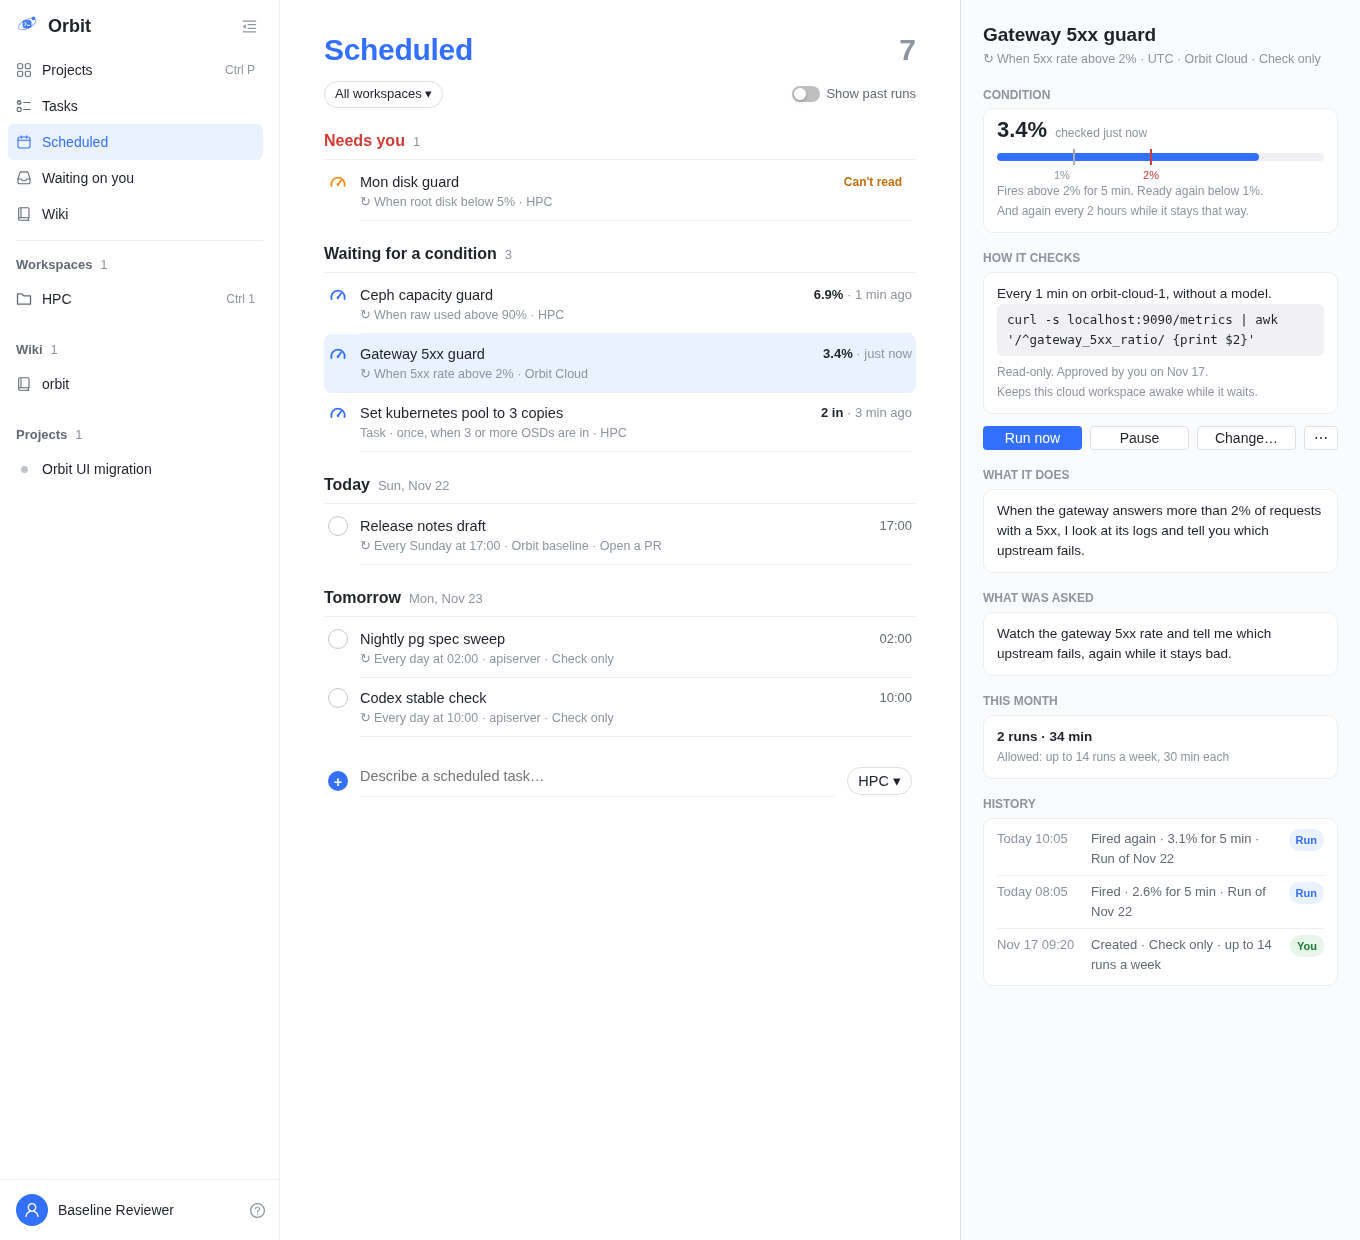 Orbit
Projects Ctrl P
Tasks
Scheduled
Waiting on you
Wiki
Workspaces 1
HPC Ctrl 1
Wiki 1
orbit
Projects 1
Orbit UI migration
Baseline Reviewer
Scheduled 7
All workspaces ▾ Show past runs
Needs you 1
Mon disk guard Can't read
↻ When root disk below 5% · HPC
Waiting for a condition 3
Ceph capacity guard 6.9% · 1 min ago
↻ When raw used above 90% · HPC
Gateway 5xx guard 3.4% · just now
↻ When 5xx rate above 2% · Orbit Cloud
Set kubernetes pool to 3 copies 2 in · 3 min ago
Task · once, when 3 or more OSDs are in · HPC
Today Sun, Nov 22
Release notes draft 17:00
↻ Every Sunday at 17:00 · Orbit baseline · Open a PR
Tomorrow Mon, Nov 23
Nightly pg spec sweep 02:00
↻ Every day at 02:00 · apiserver · Check only
Codex stable check 10:00
↻ Every day at 10:00 · apiserver · Check only
Describe a scheduled task… HPC ▾
Gateway 5xx guard
↻ When 5xx rate above 2% · UTC · Orbit Cloud · Check only
CONDITION
3.4% checked just now
1% 2%
Fires above 2% for 5 min. Ready again below 1%.
And again every 2 hours while it stays that way.
HOW IT CHECKS
Every 1 min on orbit-cloud-1, without a model.
curl -s localhost:9090/metrics | awk
'/^gateway_5xx_ratio/ {print $2}'
Read-only. Approved by you on Nov 17.
Keeps this cloud workspace awake while it waits.
Run now Pause Change… ⋯
WHAT IT DOES
When the gateway answers more than 2% of requests
with a 5xx, I look at its logs and tell you which
upstream fails.
WHAT WAS ASKED
Watch the gateway 5xx rate and tell me which
upstream fails, again while it stays bad.
THIS MONTH
2 runs · 34 min
Allowed: up to 14 runs a week, 30 min each
HISTORY
Today 10:05 Fired again · 3.1% for 5 min · Run
Run of Nov 22
Today 08:05 Fired · 2.6% for 5 min · Run of Run
Nov 22
Nov 17 09:20 Created · Check only · up to 14 You
runs a week